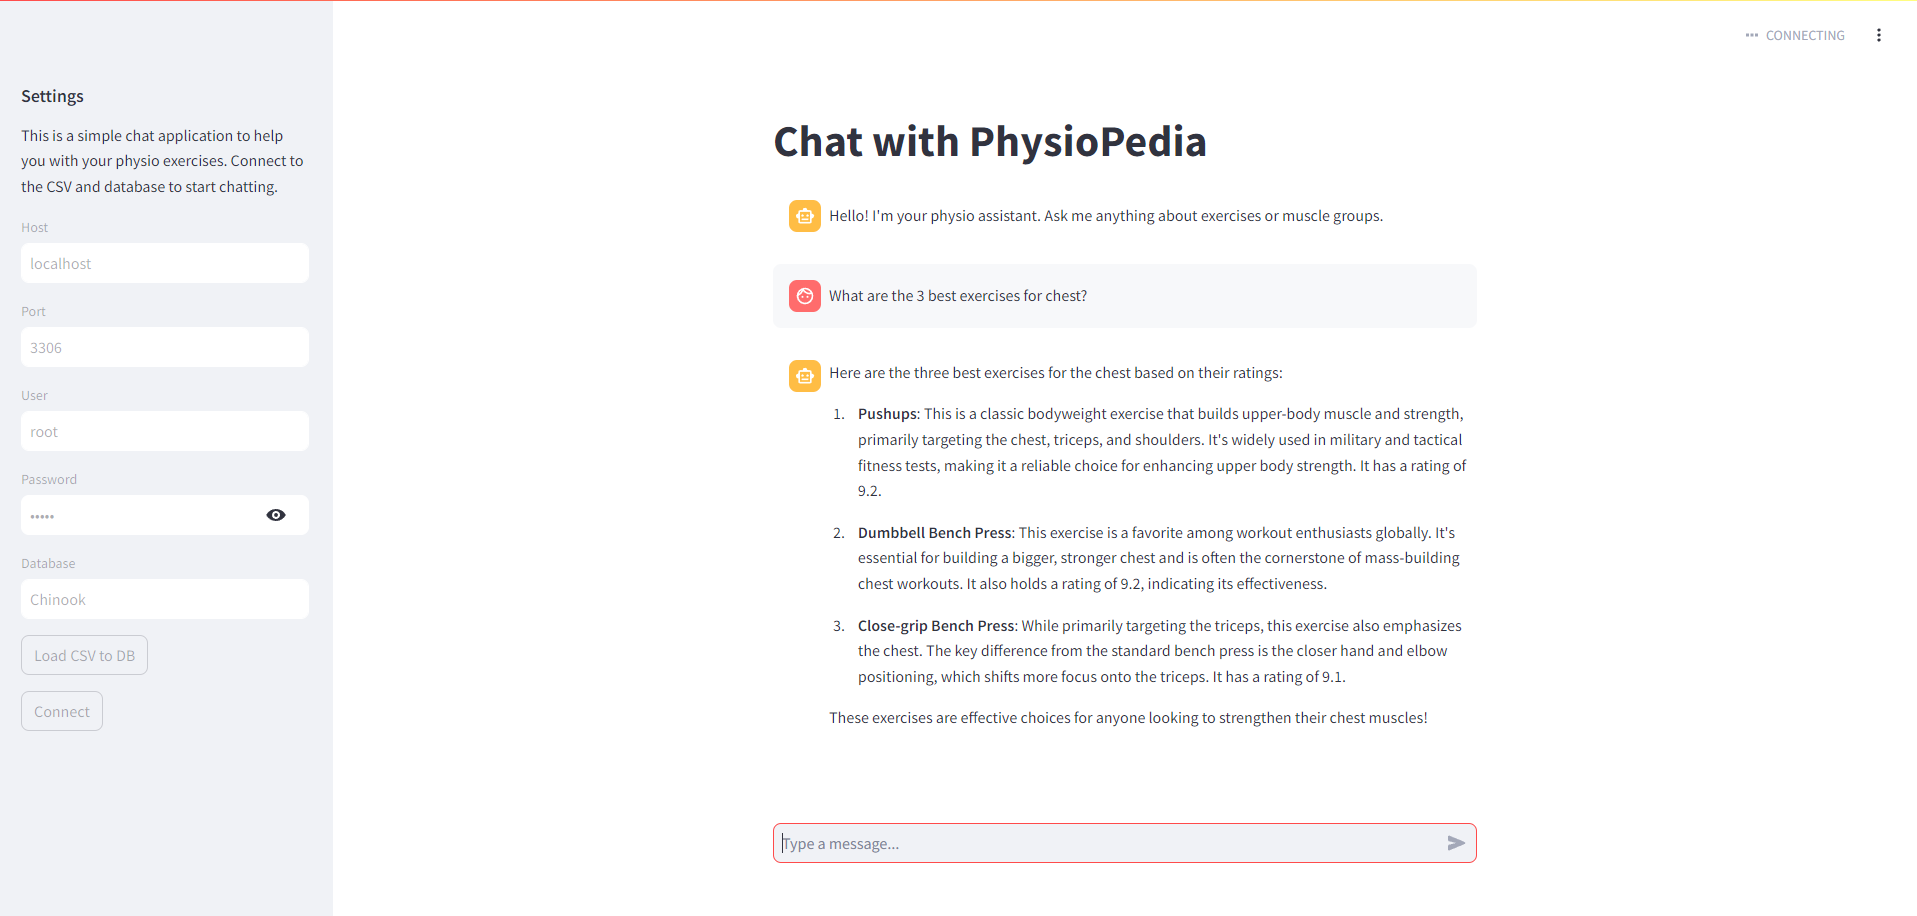 CONNECTING
Settings
This is a simple chat application to help
you with your physio exercises. Connect to
the CSV and database to start chatting.
Host
localhost
Port
3306
User
root
Password
•••••
Database
Chinook
Load CSV to DB
Connect
Chat with PhysioPedia
Hello! I'm your physio assistant. Ask me anything about exercises or muscle groups.
What are the 3 best exercises for chest?
Here are the three best exercises for the chest based on their ratings:
1. Pushups: This is a classic bodyweight exercise that builds upper-body muscle and strength,
primarily targeting the chest, triceps, and shoulders. It's widely used in military and tactical
fitness tests, making it a reliable choice for enhancing upper body strength. It has a rating of
9.2.
2. Dumbbell Bench Press: This exercise is a favorite among workout enthusiasts globally. It's
essential for building a bigger, stronger chest and is often the cornerstone of mass-building
chest workouts. It also holds a rating of 9.2, indicating its effectiveness.
3. Close-grip Bench Press: While primarily targeting the triceps, this exercise also emphasizes
the chest. The key difference from the standard bench press is the closer hand and elbow
positioning, which shifts more focus onto the triceps. It has a rating of 9.1.
These exercises are effective choices for anyone looking to strengthen their chest muscles!
Type a message...